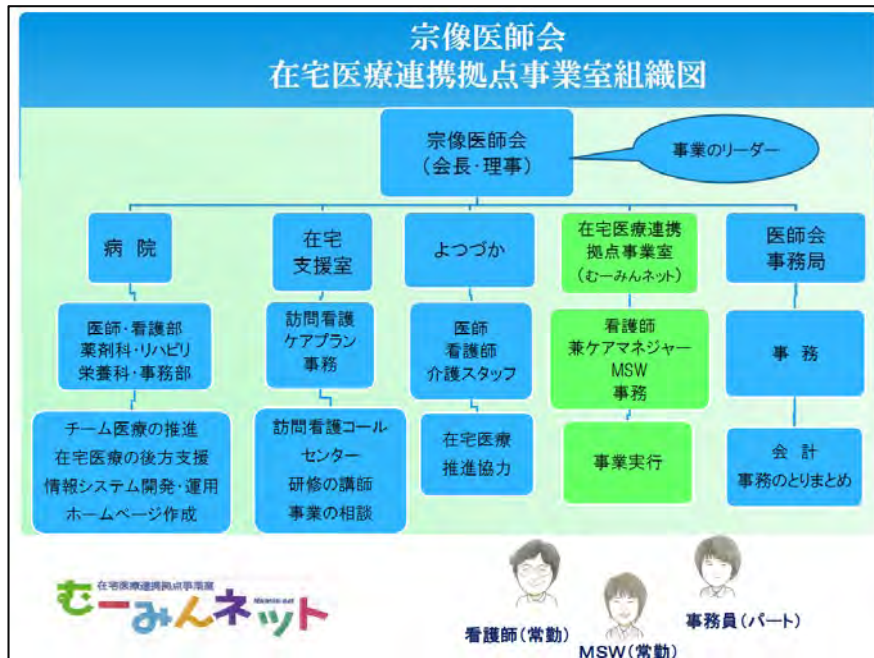 宗像医師会
在宅医療連携拠点事業室組織図
宗像医師会
(会長・理事)
事業のリーダー
病 院
在宅
支援室
よつづか
在宅医療連携
拠点事業室
(むーみんネット)
医師会
事務局
医師・看護部
薬剤科・リハビリ
栄養科・事務部
訪問看護
ケアプラン
事務
医師
看護師
介護スタッフ
看護師
兼ケアマネジャー
MSW
事務
事 務
チーム医療の推進
在宅医療の後方支援
情報システム開発・運用
ホームページ作成
訪問看護コール
センター
研修の講師
事業の相談
在宅医療
推進協力
事業実行
会 計
事務のとりまとめ
在宅医療連携拠点事業室
むーみんネット
看護師(常勤)
MSW(常勤)
事務員(パート)